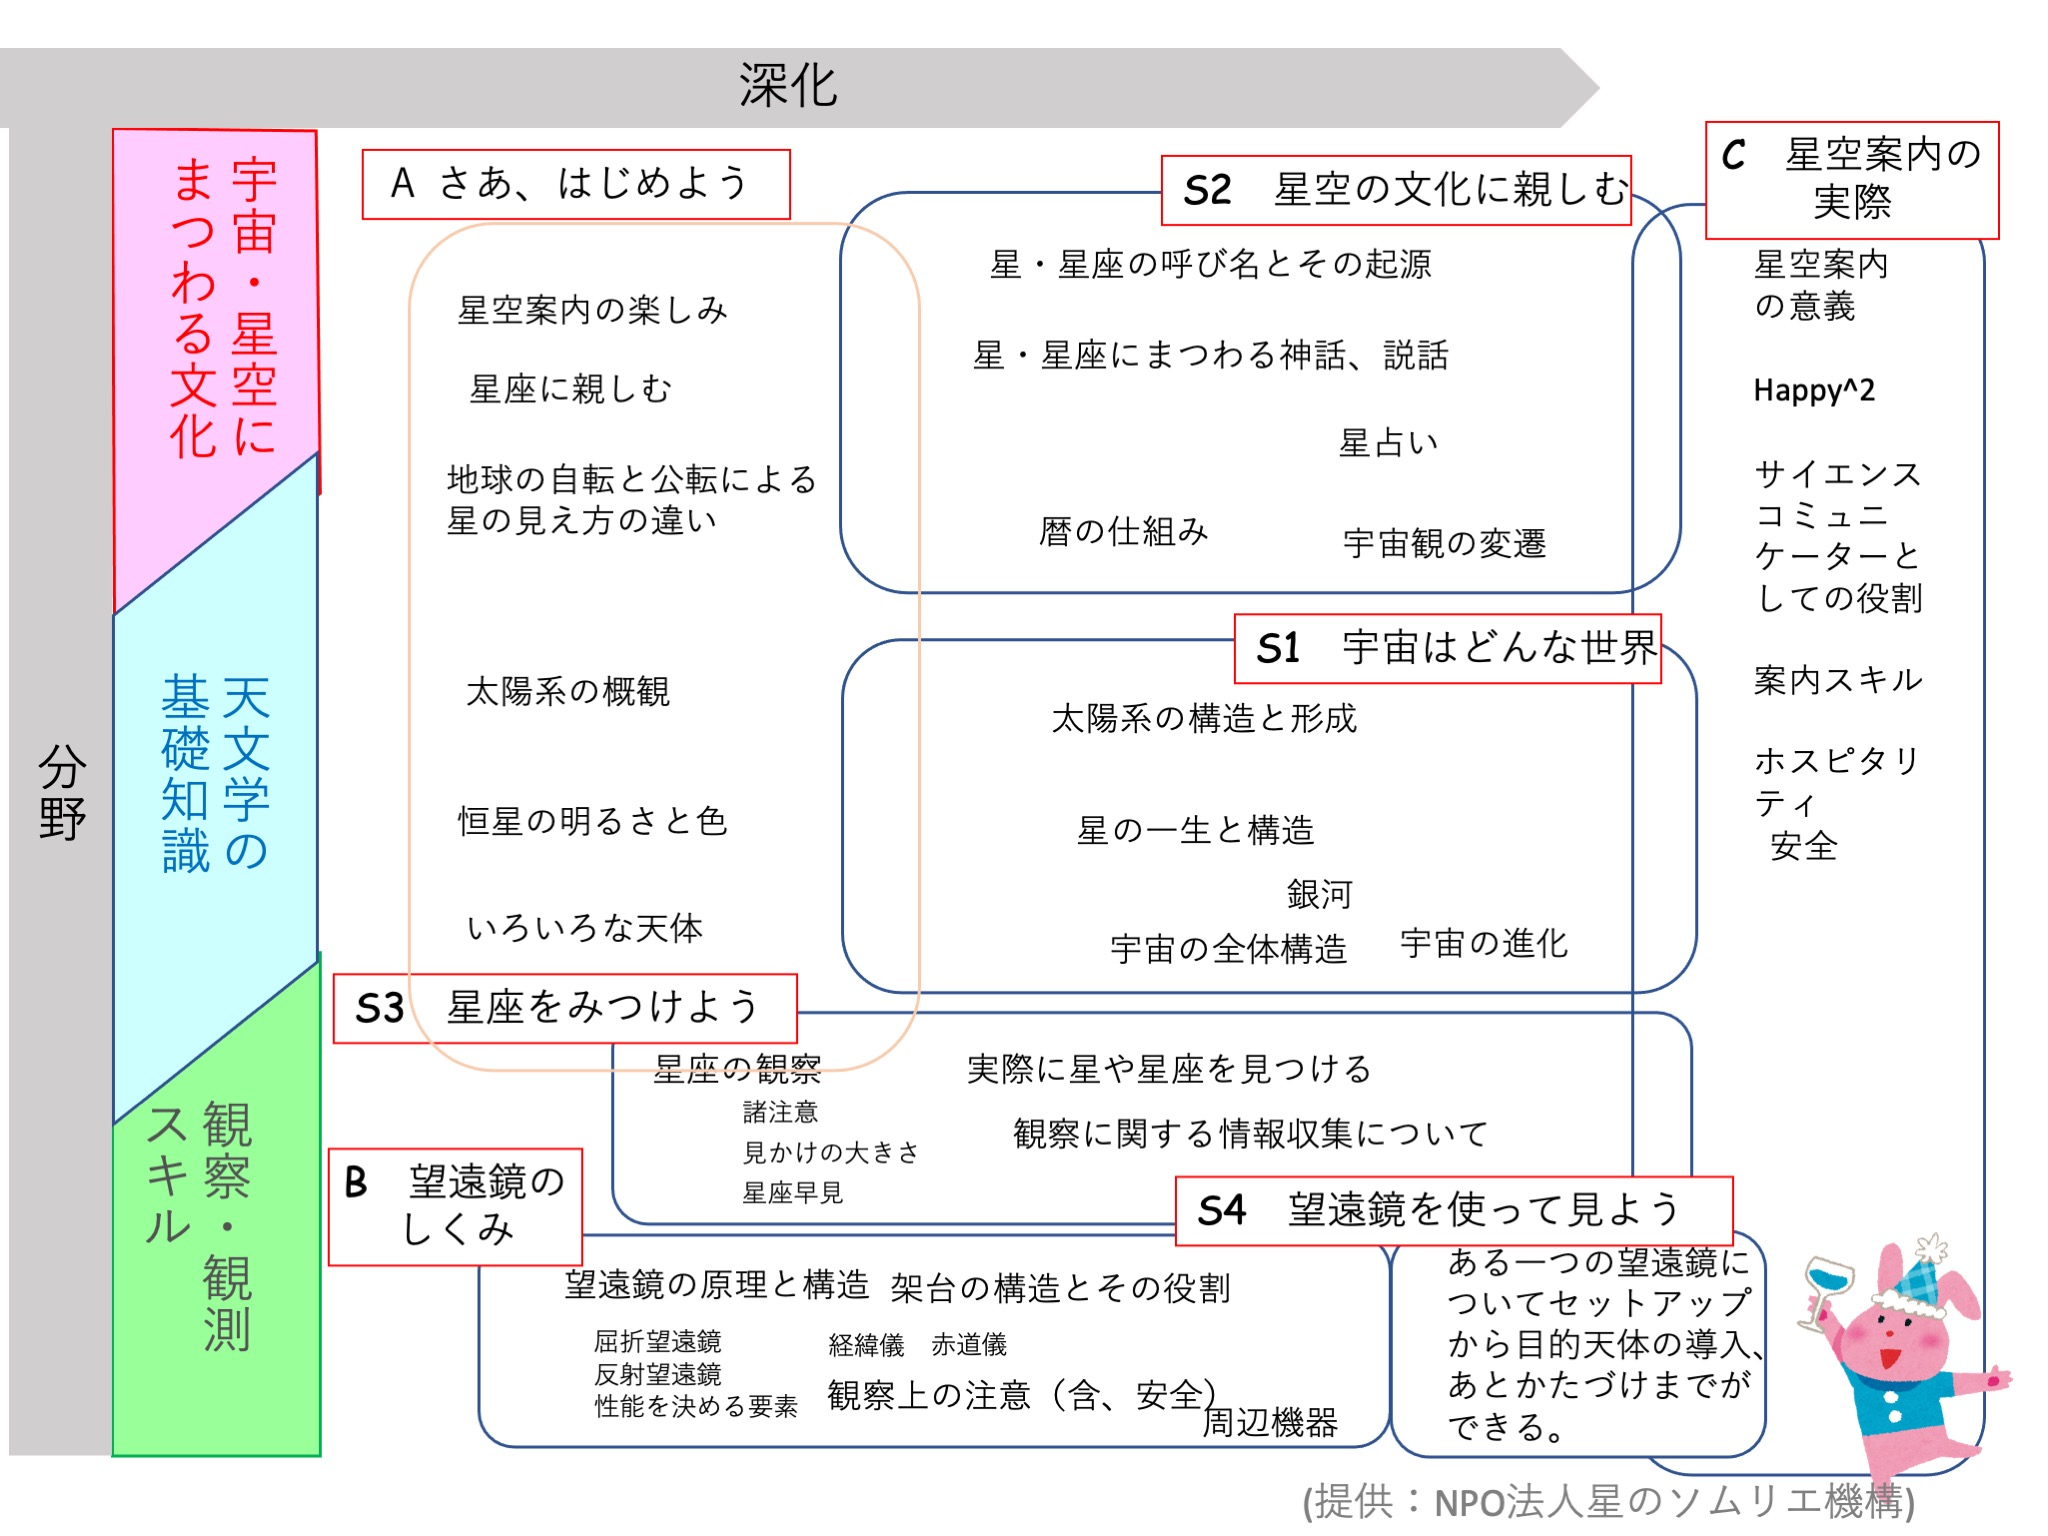 深化
分野
宇宙・星空に
まつわる文化
天文学の
基礎知識
観察・観測
スキル
A さあ、はじめよう
星空案内の楽しみ
星座に親しむ
地球の自転と公転による
星の見え方の違い
太陽系の概観
恒星の明るさと色
いろいろな天体
S2 星空の文化に親しむ
星・星座の呼び名とその起源
星・星座にまつわる神話、説話
星占い
暦の仕組み
宇宙観の変遷
S1 宇宙はどんな世界
太陽系の構造と形成
星の一生と構造
銀河
宇宙の全体構造
宇宙の進化
S3 星座をみつけよう
星座の観察
諸注意
見かけの大きさ
星座早見
実際に星や星座を見つける
観察に関する情報収集について
B 望遠鏡の
しくみ
望遠鏡の原理と構造
屈折望遠鏡
反射望遠鏡
性能を決める要素
架台の構造とその役割
経緯儀 赤道儀
観察上の注意（含、安全）
周辺機器
S4 望遠鏡を使って見よう
ある一つの望遠鏡に
ついてセットアップ
から目的天体の導入、
あとかたづけまでが
できる。
C 星空案内の
実際
星空案内
の意義
Happy^2
サイエンス
コミュニ
ケーターと
しての役割
案内スキル
ホスピタリ
ティ
安全
(提供：NPO法人星のソムリエ機構)